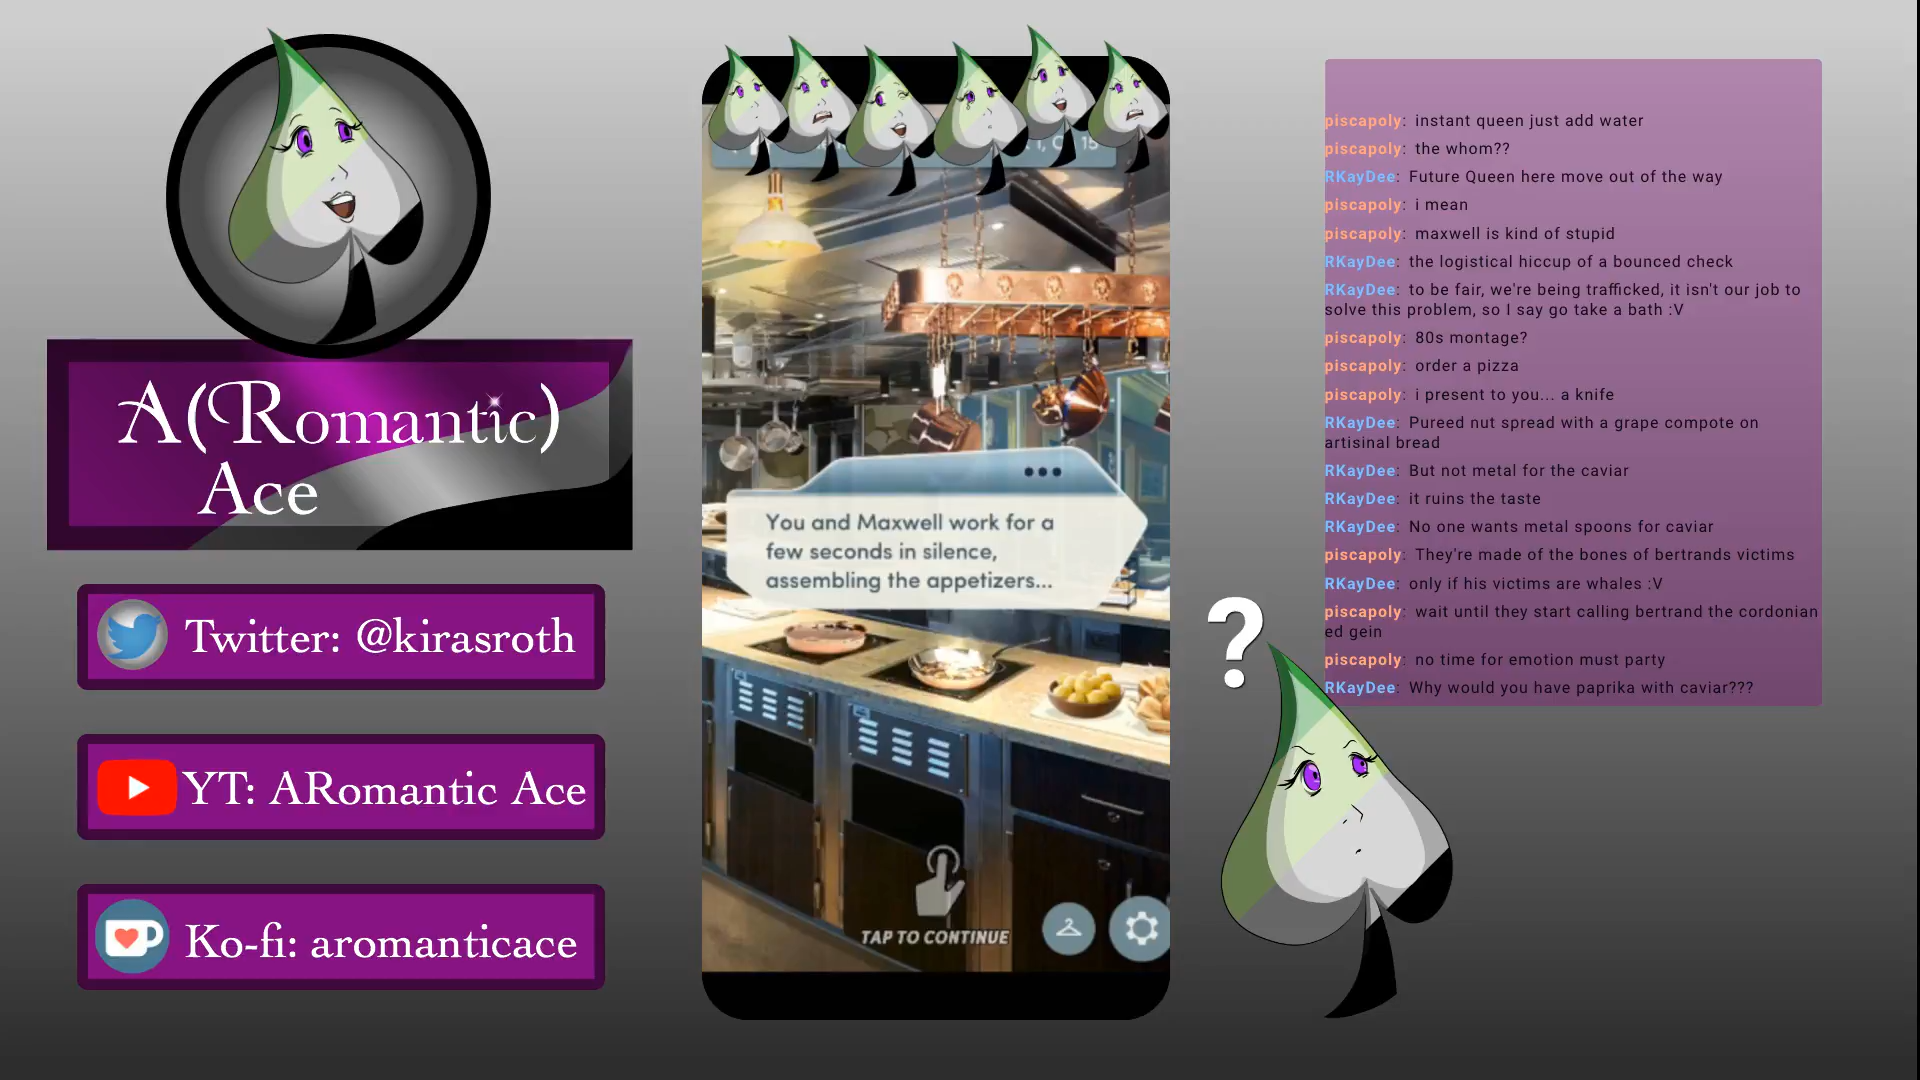 A(Romantic)
Ace
Twitter: @kirasroth
YT: ARomantic Ace
Ko-fi: aromanticace
15
You and Maxwell work for a
few seconds in silence,
assembling the appetizers...
TAP TO CONTINUE
?
piscapoly: instant queen just add water
piscapoly: the whom??
RKayDee: Future Queen here move out of the way
piscapoly: i mean
piscapoly: maxwell is kind of stupid
RKayDee: the logistical hiccup of a bounced check
RKayDee: to be fair, we're being trafficked, it isn't our job to
solve this problem, so I say go take a bath :V
piscapoly: 80s montage?
piscapoly: order a pizza
piscapoly: i present to you... a knife
RKayDee: Pureed nut spread with a grape compote on
artisinal bread
RKayDee: But not metal for the caviar
RKayDee: it ruins the taste
RKayDee: No one wants metal spoons for caviar
piscapoly: They're made of the bones of bertrands victims
RKayDee: only if his victims are whales :V
piscapoly: wait until they start calling bertrand the cordonian
ed gein
piscapoly: no time for emotion must party
RKayDee: Why would you have paprika with caviar???